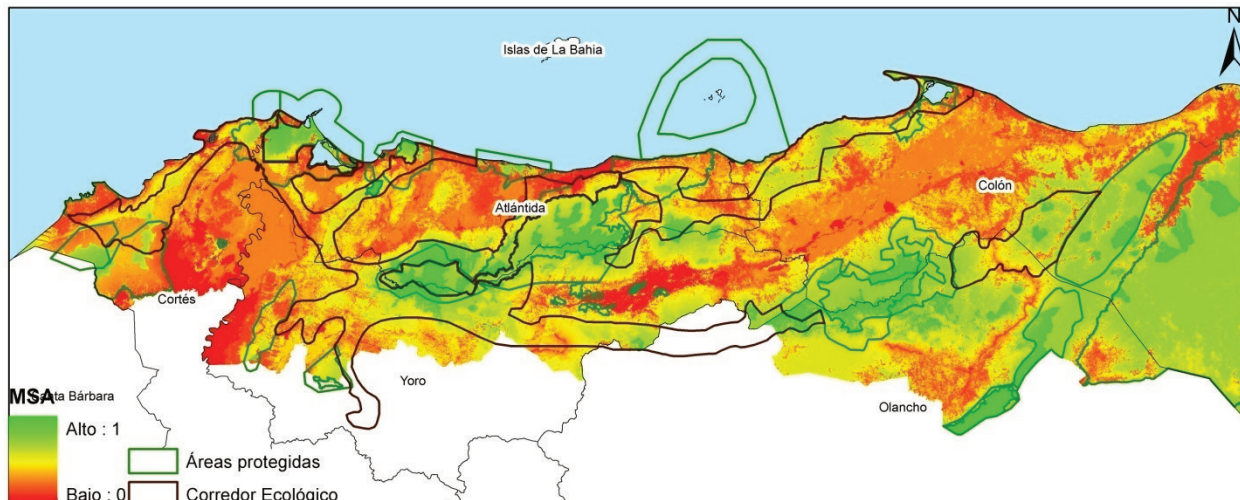 N
Islas de La Bahia
Colón
Atlántida
Cortés
Yoro
Olancho
MSA
Santa Bárbara
Alto : 1
Áreas protegidas
Bajo : 0
Corredor Ecológico